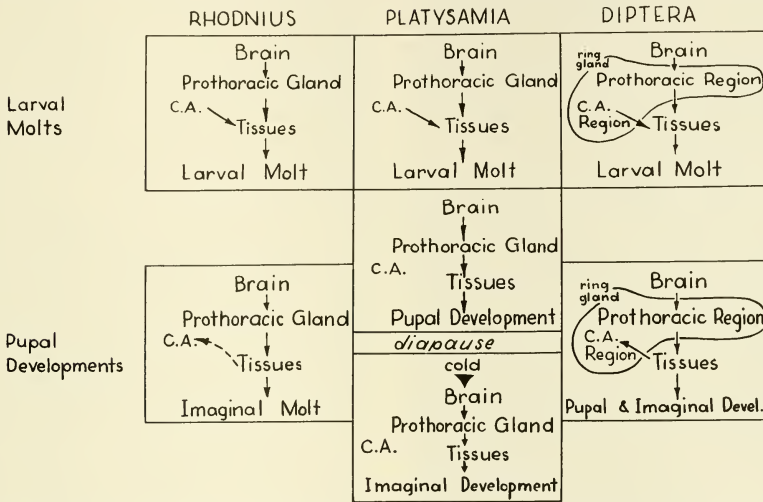 RHODNIUS PLATYSAMIA DIPTERA
Larval
Molts
Brain
Prothoracic Gland
C.A.
Tissues
Larval Molt
Brain
Prothoracic Gland
C.A.
Tissues
Larval Molt
ring
gland
Brain
Prothoracic Region
C.A.
Region
Tissues
Larval Molt
Pupal
Developments
Brain
Prothoracic Gland
C.A.
Tissues
Imaginal Molt
Brain
Prothoracic Gland
C.A.
Tissues
Pupal Development
diapause
cold
Brain
Prothoracic Gland
C.A.
Tissues
Imaginal Development
ring
gland
Brain
Prothoracic Region
C.A.
Region
Tissues
Pupal & Imaginal Devel.